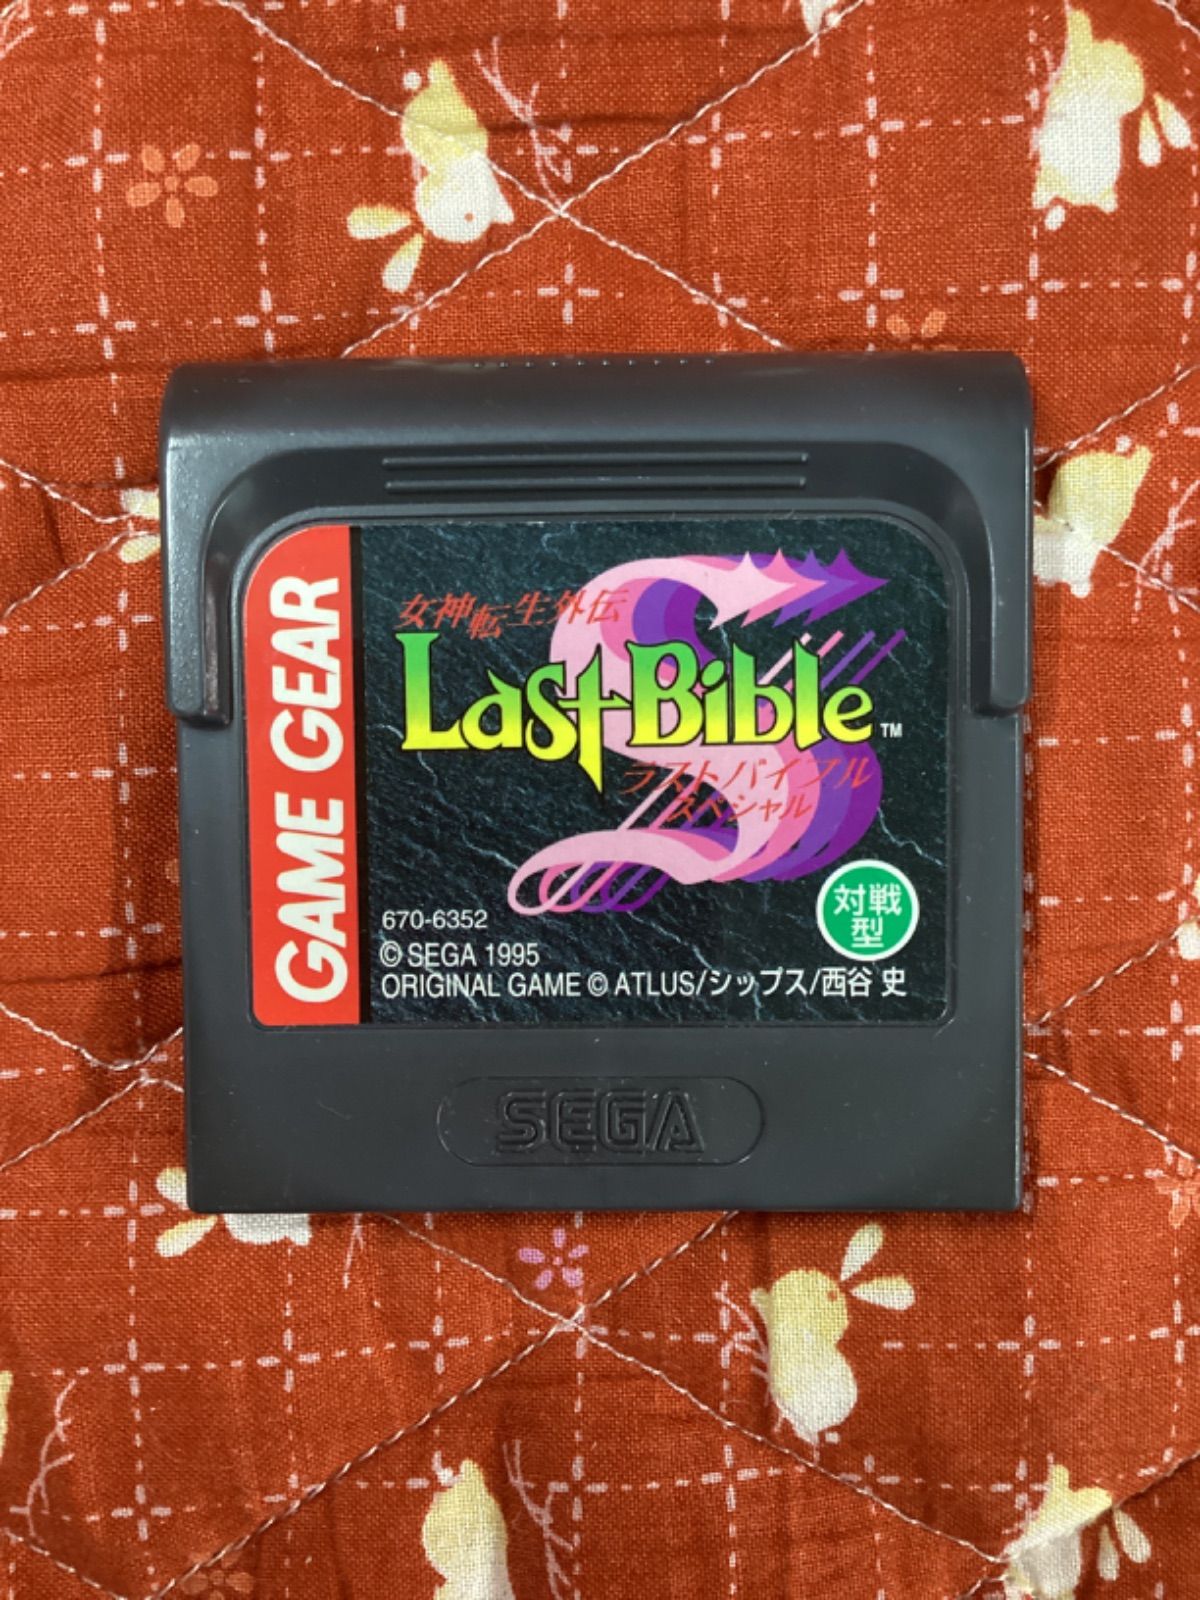 GAME GEAR
女神転生外伝
Last Bible™
S
ラストバイブル
スペシャル
対戦
型
670-6352
© SEGA 1995
ORIGINAL GAME © ATLUS/シップス/西谷 史
SEGA